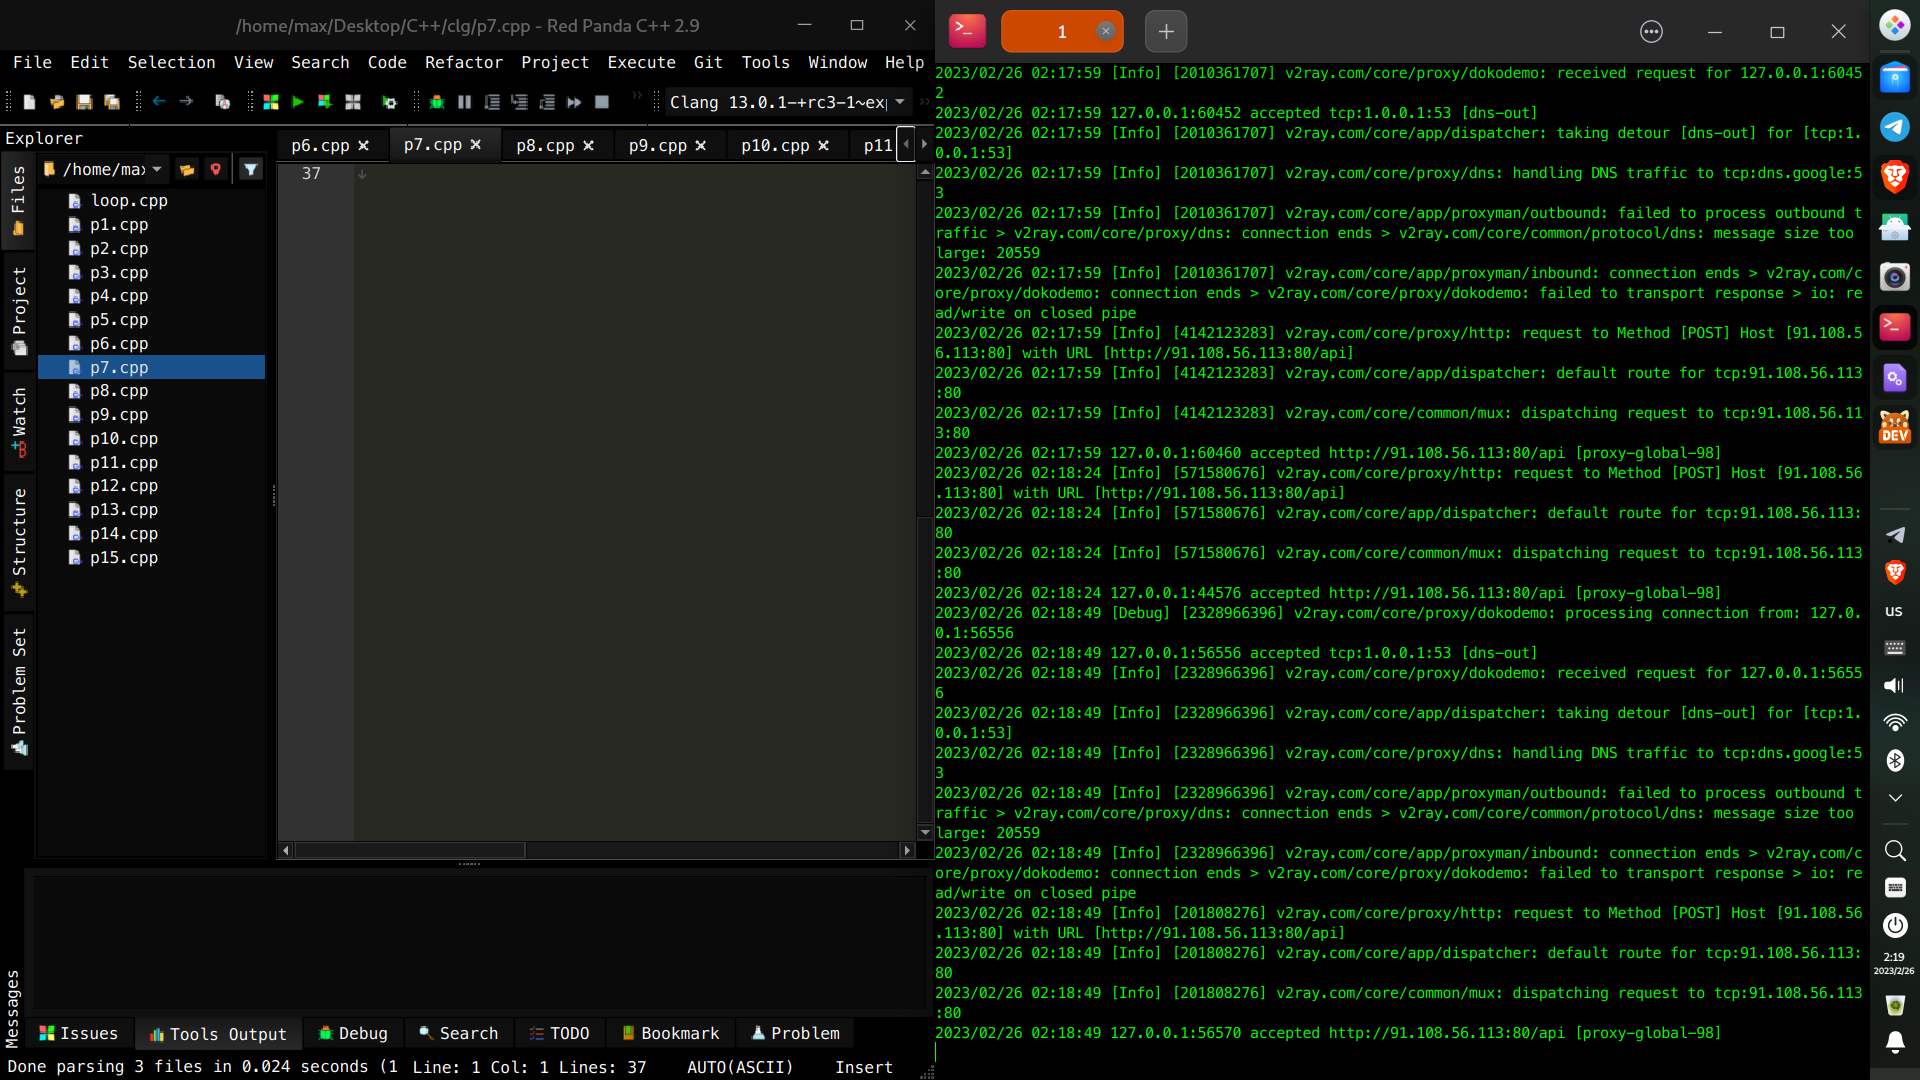 /home/max/Desktop/C++/clg/p7.cpp - Red Panda C++ 2.9
File Edit Selection View Search Code Refactor Project Execute Git Tools Window Help
Clang 13.0.1-+rc3-1~ex
Explorer
/home/ma
Files
Project
Watch
Structure
Problem Set
loop.cpp
p1.cpp
p2.cpp
p3.cpp
p4.cpp
p5.cpp
p6.cpp
p7.cpp
p8.cpp
p9.cpp
p10.cpp
p11.cpp
p12.cpp
p13.cpp
p14.cpp
p15.cpp
p6.cpp p7.cpp p8.cpp p9.cpp p10.cpp p11
37
Messages
Issues Tools Output Debug Search TODO Bookmark Problem
Done parsing 3 files in 0.024 seconds (1 Line: 1 Col: 1 Lines: 37 AUTO(ASCII) Insert
1
2023/02/26 02:17:59 [Info] [2010361707] v2ray.com/core/proxy/dokodemo: received request for 127.0.0.1:6045
2
2023/02/26 02:17:59 127.0.0.1:60452 accepted tcp:1.0.0.1:53 [dns-out]
2023/02/26 02:17:59 [Info] [2010361707] v2ray.com/core/app/dispatcher: taking detour [dns-out] for [tcp:1.
0.0.1:53]
2023/02/26 02:17:59 [Info] [2010361707] v2ray.com/core/proxy/dns: handling DNS traffic to tcp:dns.google:5
3
2023/02/26 02:17:59 [Info] [2010361707] v2ray.com/core/app/proxyman/outbound: failed to process outbound t
raffic > v2ray.com/core/proxy/dns: connection ends > v2ray.com/core/common/protocol/dns: message size too
large: 20559
2023/02/26 02:17:59 [Info] [2010361707] v2ray.com/core/app/proxyman/inbound: connection ends > v2ray.com/c
ore/proxy/dokodemo: connection ends > v2ray.com/core/proxy/dokodemo: failed to transport response > io: re
ad/write on closed pipe
2023/02/26 02:17:59 [Info] [4142123283] v2ray.com/core/proxy/http: request to Method [POST] Host [91.108.5
6.113:80] with URL [http://91.108.56.113:80/api]
2023/02/26 02:17:59 [Info] [4142123283] v2ray.com/core/app/dispatcher: default route for tcp:91.108.56.113
:80
2023/02/26 02:17:59 [Info] [4142123283] v2ray.com/core/common/mux: dispatching request to tcp:91.108.56.11
3:80
2023/02/26 02:17:59 127.0.0.1:60460 accepted http://91.108.56.113:80/api [proxy-global-98]
2023/02/26 02:18:24 [Info] [571580676] v2ray.com/core/proxy/http: request to Method [POST] Host [91.108.56
.113:80] with URL [http://91.108.56.113:80/api]
2023/02/26 02:18:24 [Info] [571580676] v2ray.com/core/app/dispatcher: default route for tcp:91.108.56.113:
80
2023/02/26 02:18:24 [Info] [571580676] v2ray.com/core/common/mux: dispatching request to tcp:91.108.56.113
:80
2023/02/26 02:18:24 127.0.0.1:44576 accepted http://91.108.56.113:80/api [proxy-global-98]
2023/02/26 02:18:49 [Debug] [2328966396] v2ray.com/core/proxy/dokodemo: processing connection from: 127.0.
0.1:56556
2023/02/26 02:18:49 127.0.0.1:56556 accepted tcp:1.0.0.1:53 [dns-out]
2023/02/26 02:18:49 [Info] [2328966396] v2ray.com/core/proxy/dokodemo: received request for 127.0.0.1:5655
6
2023/02/26 02:18:49 [Info] [2328966396] v2ray.com/core/app/dispatcher: taking detour [dns-out] for [tcp:1.
0.0.1:53]
2023/02/26 02:18:49 [Info] [2328966396] v2ray.com/core/proxy/dns: handling DNS traffic to tcp:dns.google:5
3
2023/02/26 02:18:49 [Info] [2328966396] v2ray.com/core/app/proxyman/outbound: failed to process outbound t
raffic > v2ray.com/core/proxy/dns: connection ends > v2ray.com/core/common/protocol/dns: message size too
large: 20559
2023/02/26 02:18:49 [Info] [2328966396] v2ray.com/core/app/proxyman/inbound: connection ends > v2ray.com/c
ore/proxy/dokodemo: connection ends > v2ray.com/core/proxy/dokodemo: failed to transport response > io: re
ad/write on closed pipe
2023/02/26 02:18:49 [Info] [201808276] v2ray.com/core/proxy/http: request to Method [POST] Host [91.108.56
.113:80] with URL [http://91.108.56.113:80/api]
2023/02/26 02:18:49 [Info] [201808276] v2ray.com/core/app/dispatcher: default route for tcp:91.108.56.113:
80
2023/02/26 02:18:49 [Info] [201808276] v2ray.com/core/common/mux: dispatching request to tcp:91.108.56.113
:80
2023/02/26 02:18:49 127.0.0.1:56570 accepted http://91.108.56.113:80/api [proxy-global-98]
DEV
us
2:19
2023/2/26